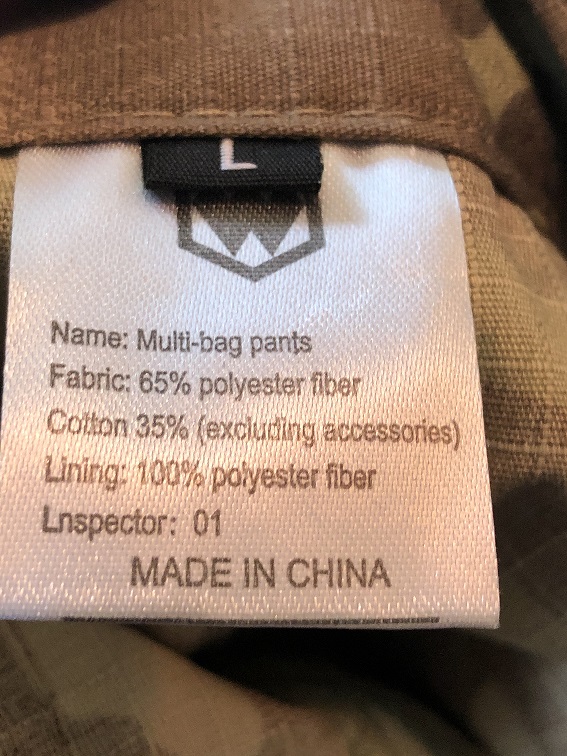 L
Name: Multi-bag pants
Fabric: 65% polyester fiber
Cotton 35% (excluding accessories)
Lining: 100% polyester fiber
Lnspector: 01
MADE IN CHINA